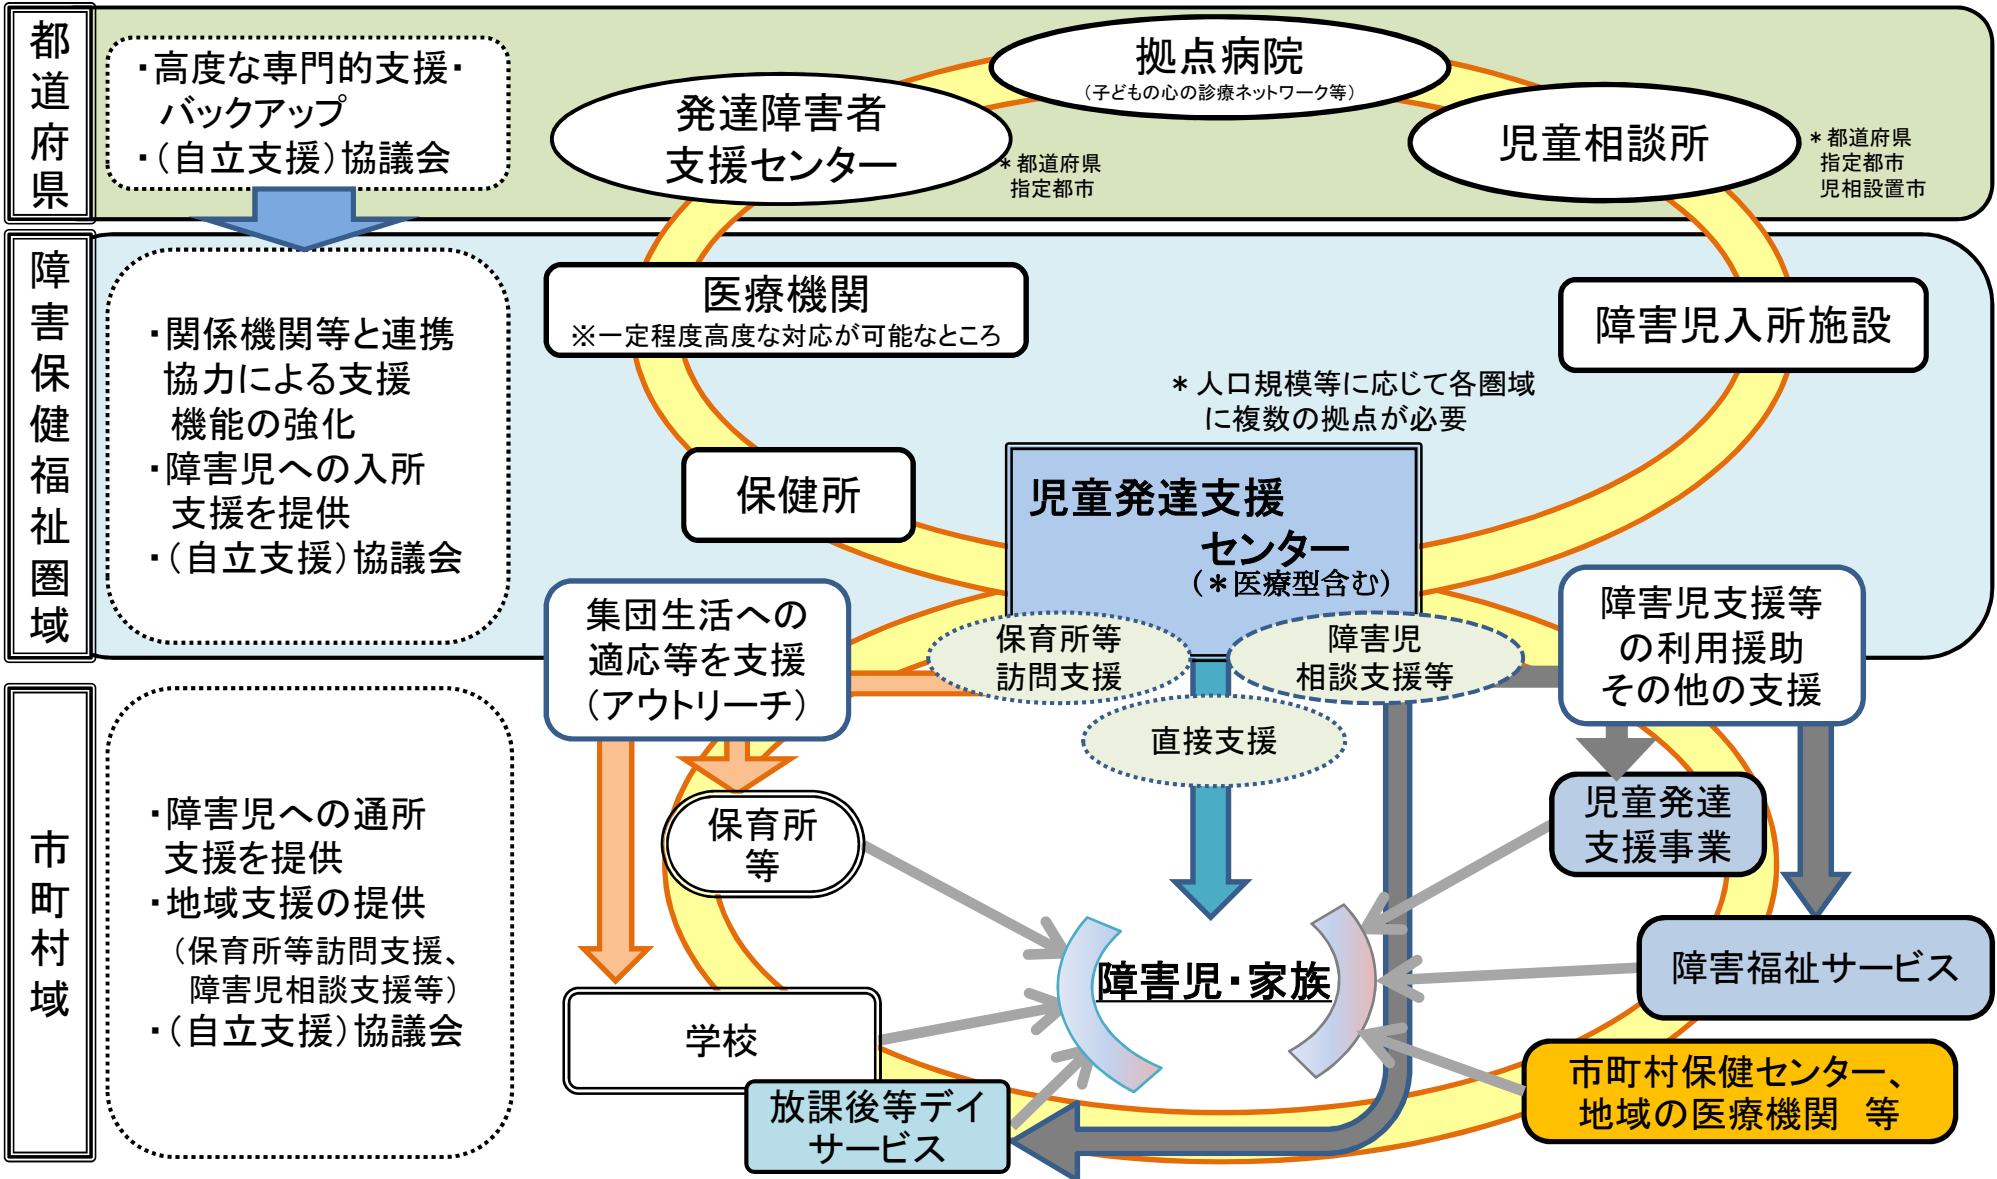 都道府県
・高度な専門的支援・
バックアップ
・(自立支援)協議会
拠点病院
(子どもの心の診療ネットワーク等)
発達障害者
支援センター
＊都道府県
指定都市
児童相談所
＊都道府県
指定都市
児相設置市
障害保健福祉圏域
・関係機関等と連携
協力による支援
機能の強化
・障害児への入所
支援を提供
・(自立支援)協議会
医療機関
※一定程度高度な対応が可能なところ
障害児入所施設
＊人口規模等に応じて各圏域
に複数の拠点が必要
保健所
児童発達支援
センター
(＊医療型含む)
集団生活への
適応等を支援
(アウトリーチ)
保育所等
訪問支援
障害児
相談支援等
障害児支援等
の利用援助
その他の支援
直接支援
市町村域
・障害児への通所
支援を提供
・地域支援の提供
(保育所等訪問支援、
障害児相談支援等)
・(自立支援)協議会
保育所
等
児童発達
支援事業
障害児・家族
障害福祉サービス
学校
放課後等デイ
サービス
市町村保健センター、
地域の医療機関　等